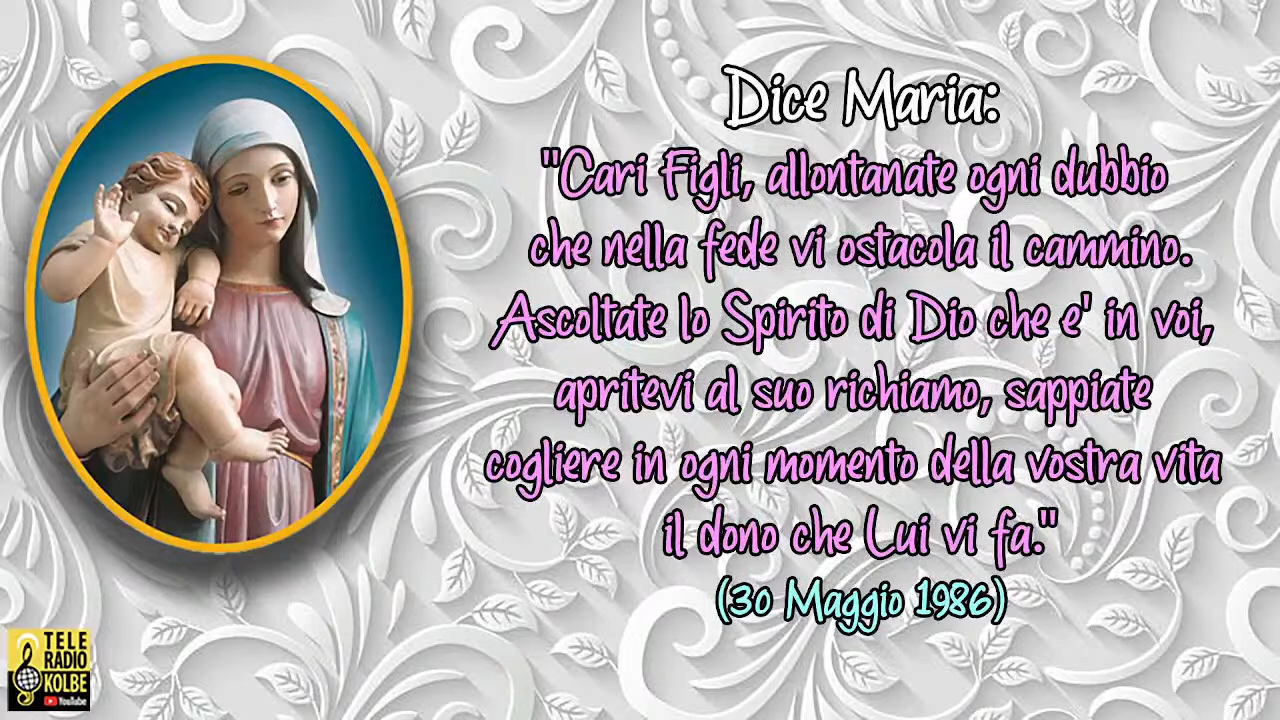 Dice Maria:
"Cari Figli, allontanate ogni dubbio
che nella fede vi ostacola il cammino.
Ascoltate lo Spirito di Dio che e' in voi,
apritevi al suo richiamo, sappiate
cogliere in ogni momento della vostra vita
il dono che Lui vi fa."
(30 Maggio 1986)
TELE
RADIO
KOLBE
YouTube